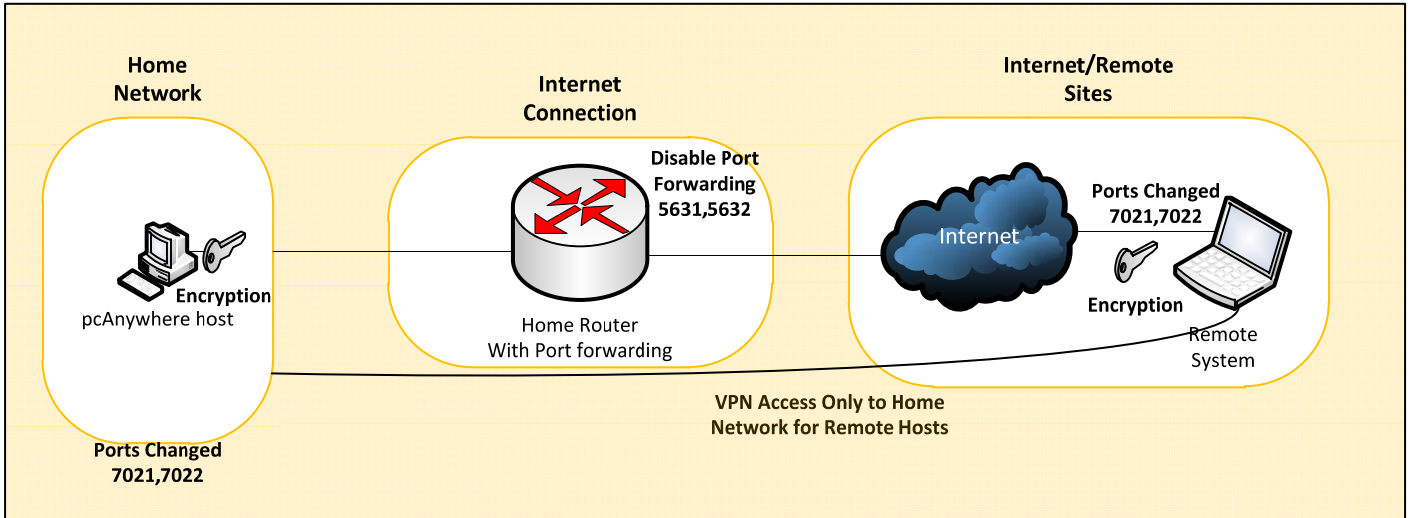 Home
Network
Internet
Connection
Internet/Remote
Sites
Disable Port
Forwarding
5631,5632
Ports Changed
7021,7022
Internet
Encryption
pcAnywhere host
Encryption
Home Router
With Port forwarding
Remote
System
VPN Access Only to Home
Network for Remote Hosts
Ports Changed
7021,7022